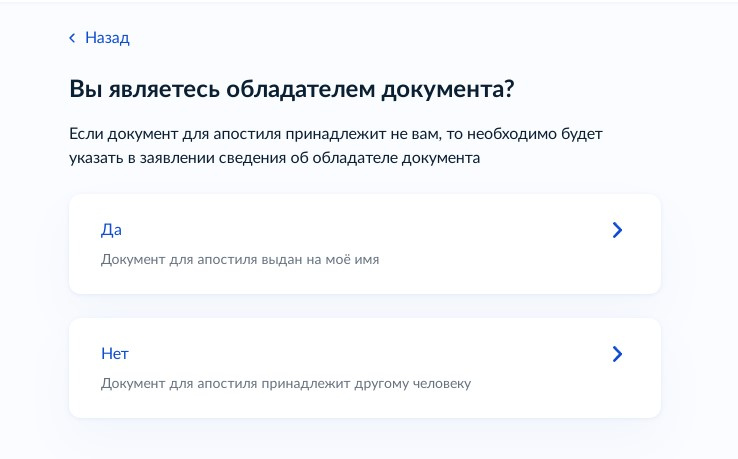 Назад
Вы являетесь обладателем документа?
Если документ для апостиля принадлежит не вам, то необходимо будет
указать в заявлении сведения об обладателе документа
Да
Документ для апостиля выдан на моё имя
Нет
Документ для апостиля принадлежит другому человеку